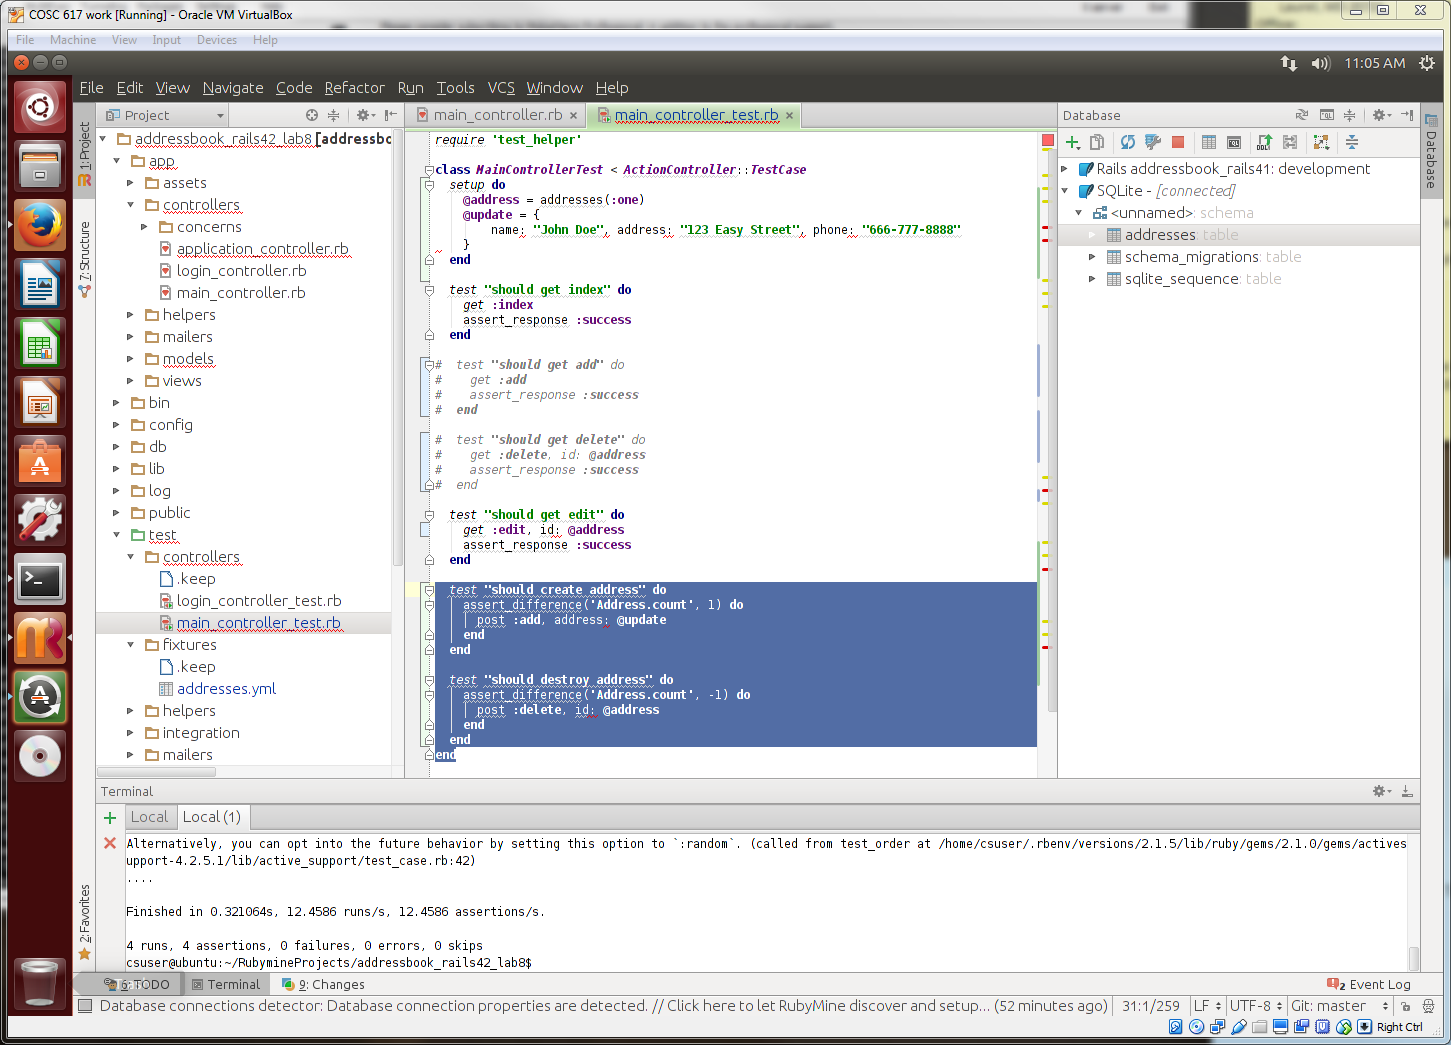 COSC 617 work [Running] - Oracle VM VirtualBox
File Machine View Input Devices Help
11:05 AM
File Edit View Navigate Code Refactor Run Tools VCS Window Help
Project
main_controller.rb
main_controller_test.rb
Database
1: Project
7: Structure
2: Favorites
Database
addressbook_rails42_lab8 [addressbo
app
assets
controllers
concerns
application_controller.rb
login_controller.rb
main_controller.rb
helpers
mailers
models
views
bin
config
db
lib
log
public
test
controllers
.keep
login_controller_test.rb
main_controller_test.rb
fixtures
.keep
addresses.yml
helpers
integration
mailers
require 'test_helper'
class MainControllerTest < ActionController::TestCase
setup do
@address = addresses(:one)
@update = {
name: "John Doe", address: "123 Easy Street", phone: "666-777-8888"
}
end
test "should get index" do
get :index
assert_response :success
end
# test "should get add" do
# get :add
# assert_response :success
# end
# test "should get delete" do
# get :delete, id: @address
# assert_response :success
# end
test "should get edit" do
get :edit, id: @address
assert_response :success
end
test "should create address" do
assert_difference('Address.count', 1) do
post :add, address: @update
end
end
test "should destroy address" do
assert_difference('Address.count', -1) do
post :delete, id: @address
end
end
end
Rails addressbook_rails41: development
SQLite - [connected]
<unnamed>: schema
addresses: table
schema_migrations: table
sqlite_sequence: table
Terminal
Local Local (1)
Alternatively, you can opt into the future behavior by setting this option to `:random`. (called from test_order at /home/csuser/.rbenv/versions/2.1.5/lib/ruby/gems/2.1.0/gems/actives
upport-4.2.5.1/lib/active_support/test_case.rb:42)
....
Finished in 0.321064s, 12.4586 runs/s, 12.4586 assertions/s.
4 runs, 4 assertions, 0 failures, 0 errors, 0 skips
csuser@ubuntu:~/RubymineProjects/addressbook_rails42_lab8$
6: TODO Terminal 9: Changes
2 Event Log
Database connections detector: Database connection properties are detected. // Click here to let RubyMine discover and setup... (52 minutes ago) 31:1/259 LF UTF-8 Git: master
Right Ctrl